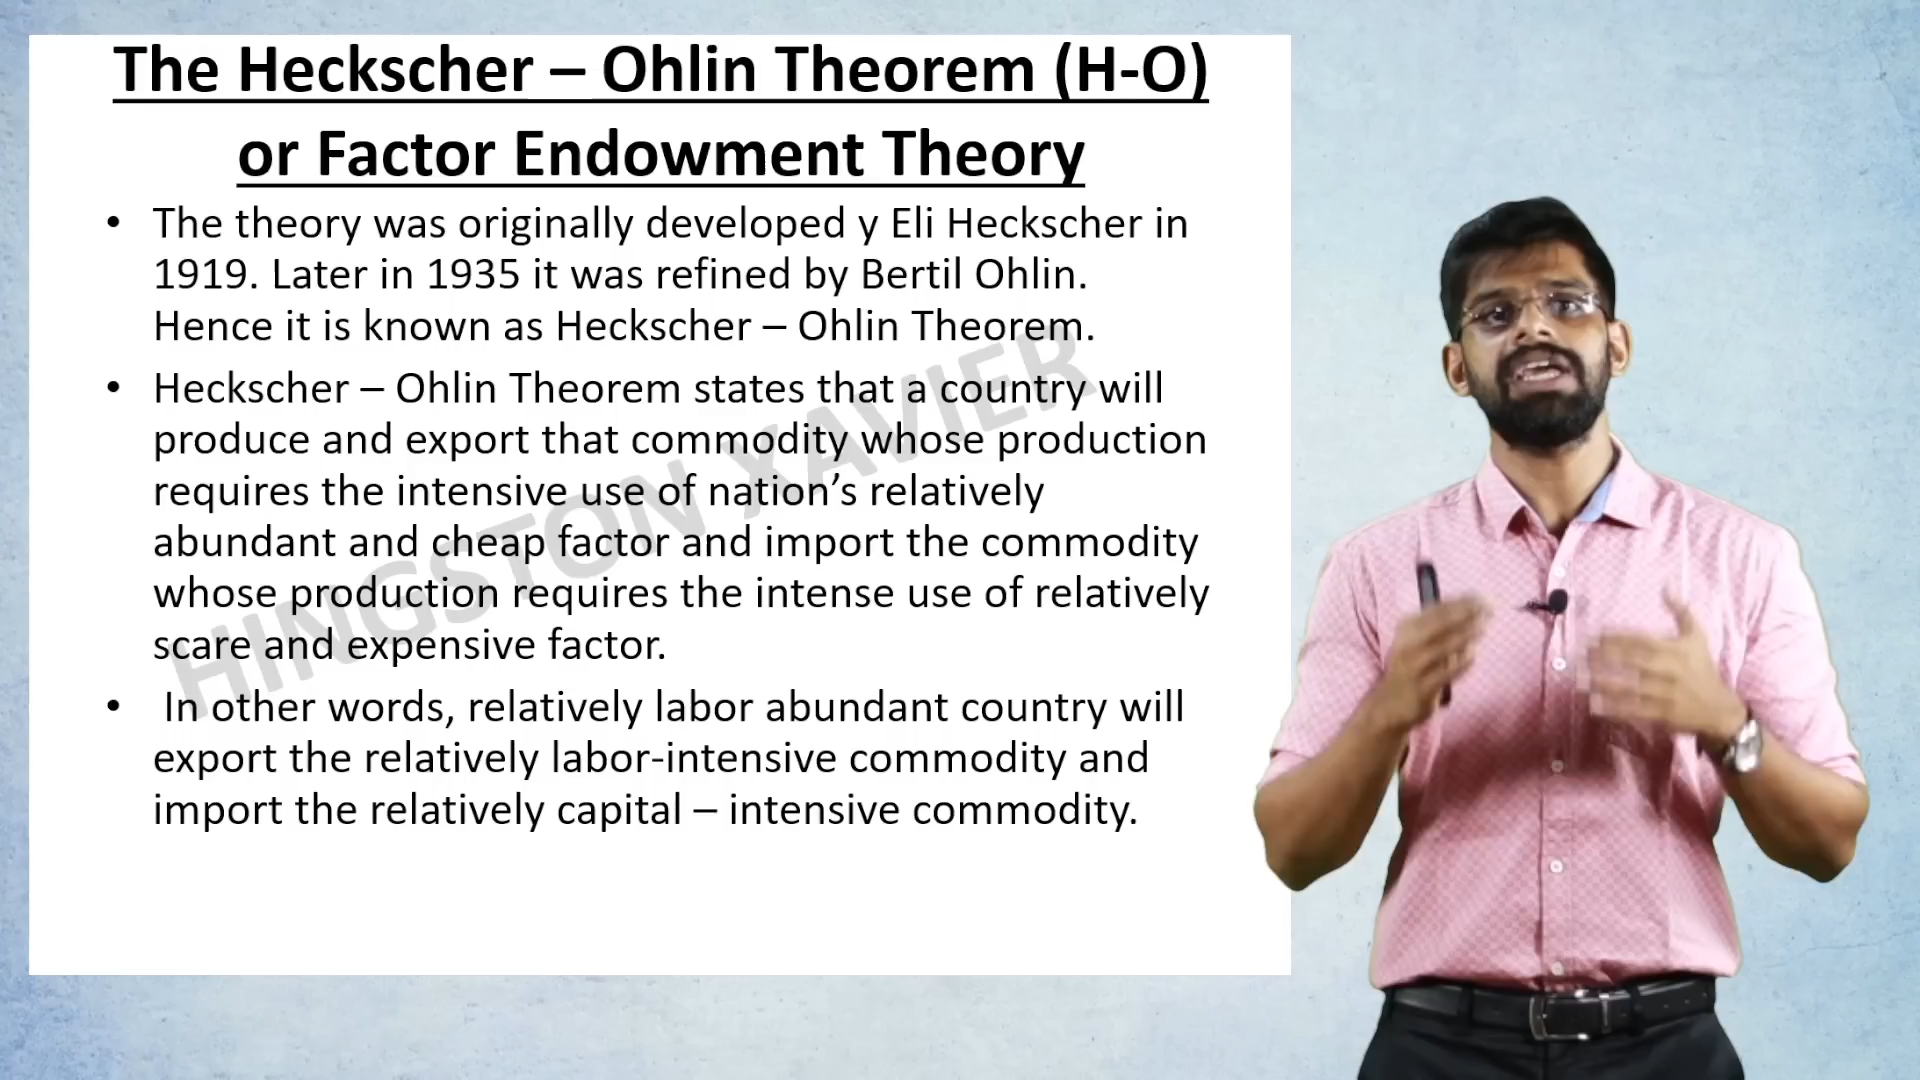 The Heckscher – Ohlin Theorem (H-O)
or Factor Endowment Theory
• The theory was originally developed y Eli Heckscher in
1919. Later in 1935 it was refined by Bertil Ohlin.
Hence it is known as Heckscher – Ohlin Theorem.
• Heckscher – Ohlin Theorem states that a country will
produce and export that commodity whose production
requires the intensive use of nation’s relatively
abundant and cheap factor and import the commodity
whose production requires the intense use of relatively
scare and expensive factor.
• In other words, relatively labor abundant country will
export the relatively labor-intensive commodity and
import the relatively capital – intensive commodity.
HINGSTON XAVIER